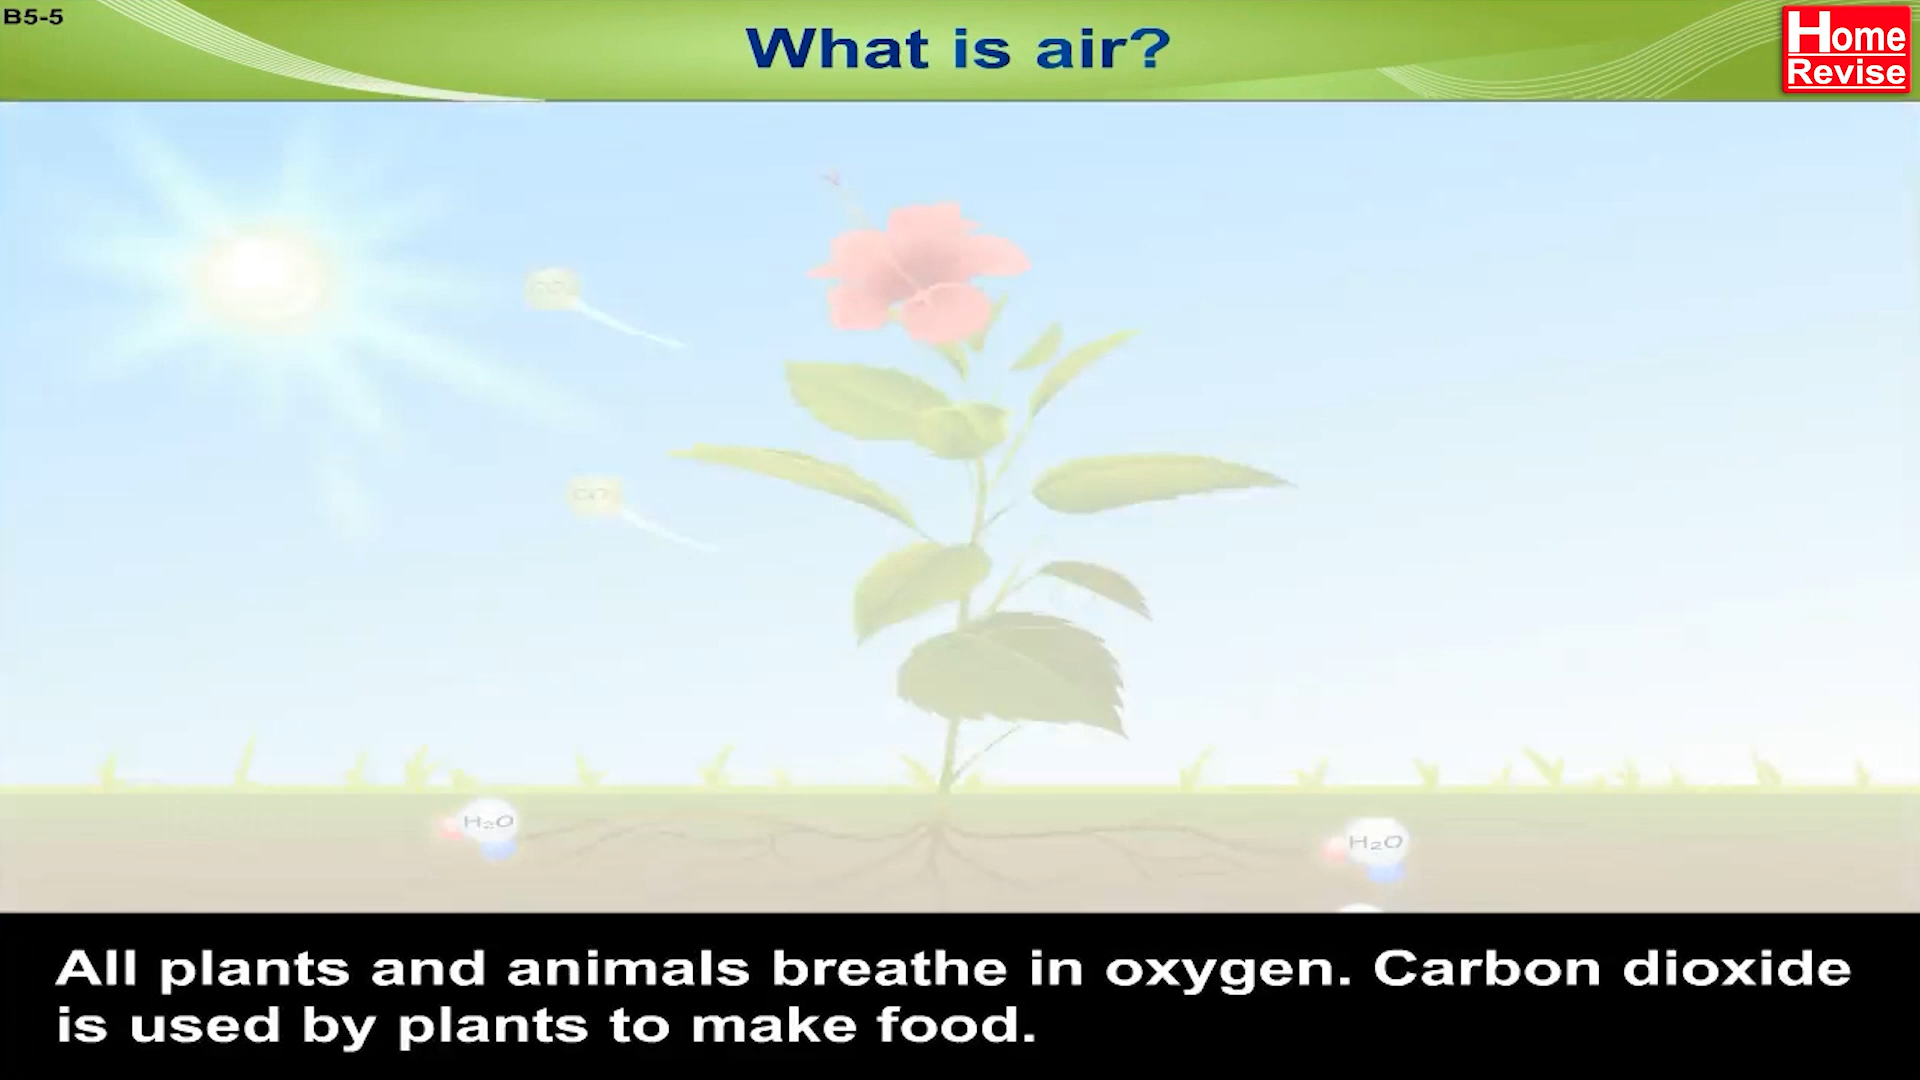 B5-5
What is air?
Home
Revise
H₂O
H₂O
All plants and animals breathe in oxygen. Carbon dioxide
is used by plants to make food.